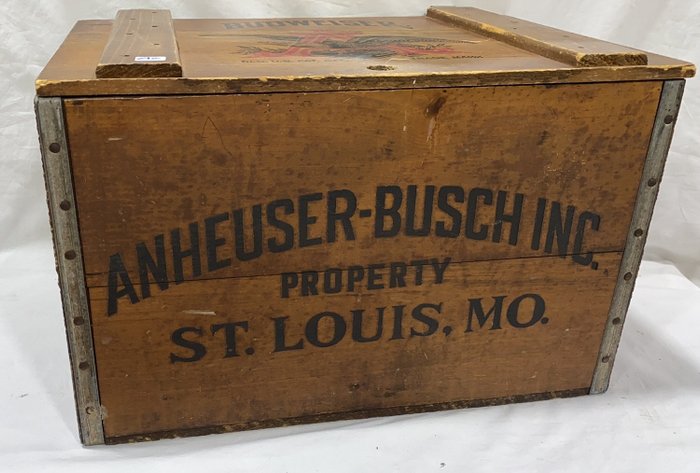 BUDWEISER
ANHEUSER-BUSCH INC.
PROPERTY
ST. LOUIS, MO.